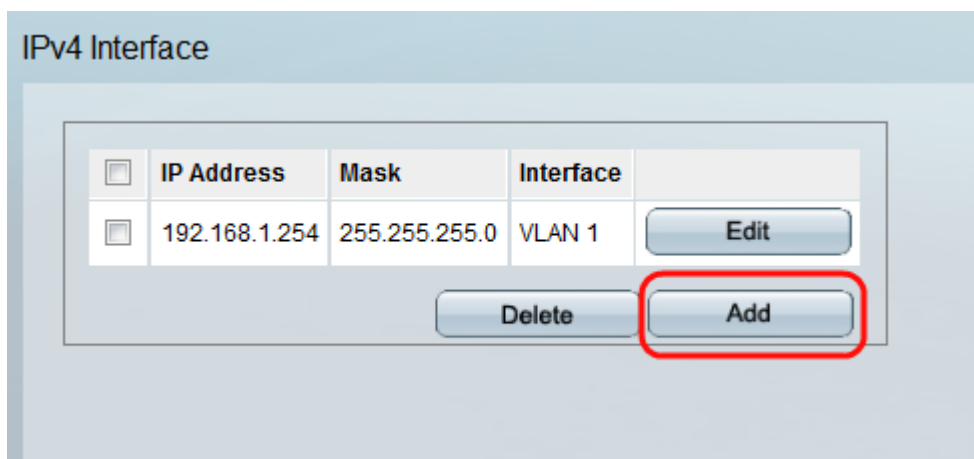 IPv4 Interface
IP Address Mask Interface
192.168.1.254 255.255.255.0 VLAN 1 Edit
Delete Add